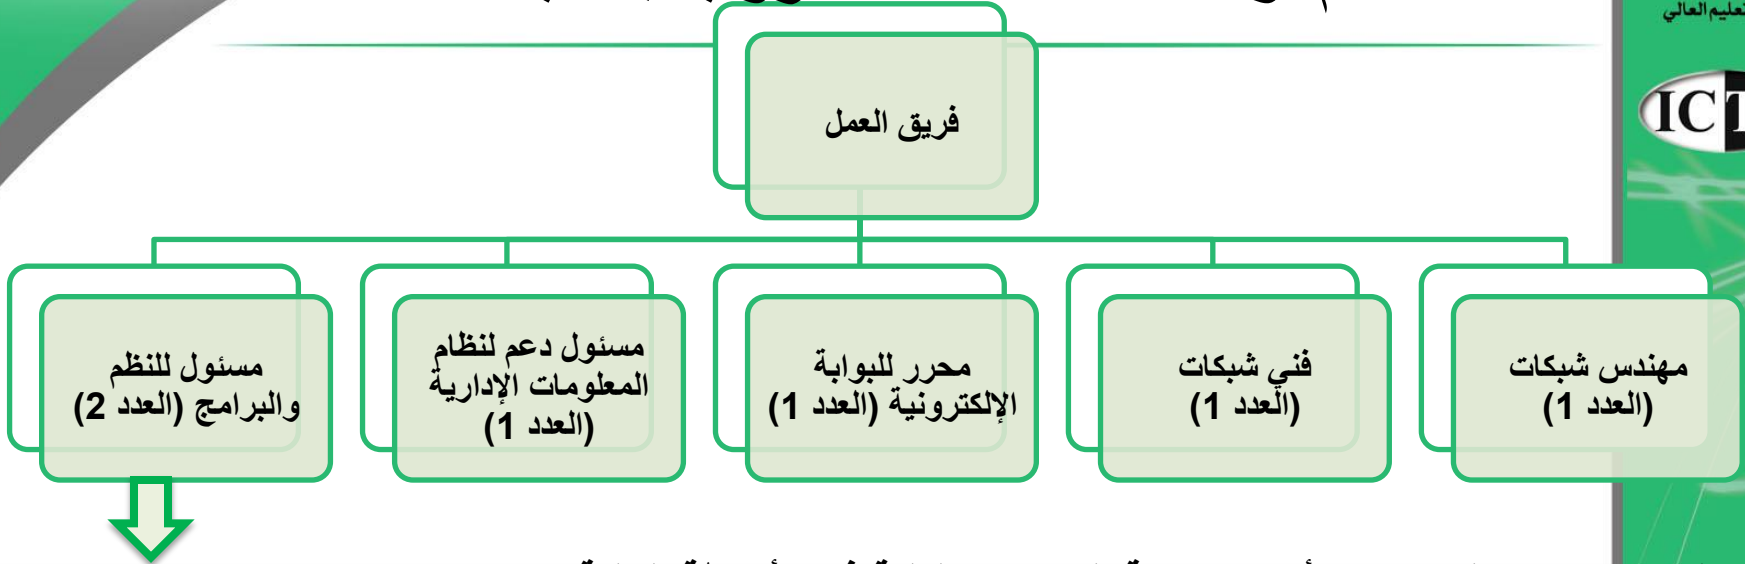 تعليم العالي
ICT
فريق العمل
مهندس شبكات
(العدد 1)
فني شبكات
(العدد 1)
محرر للبوابة
الإلكترونية (العدد 1)
مسئول دعم لنظام
المعلومات الإدارية
(العدد 1)
مسئول للنظم
والبرامج (العدد 2)